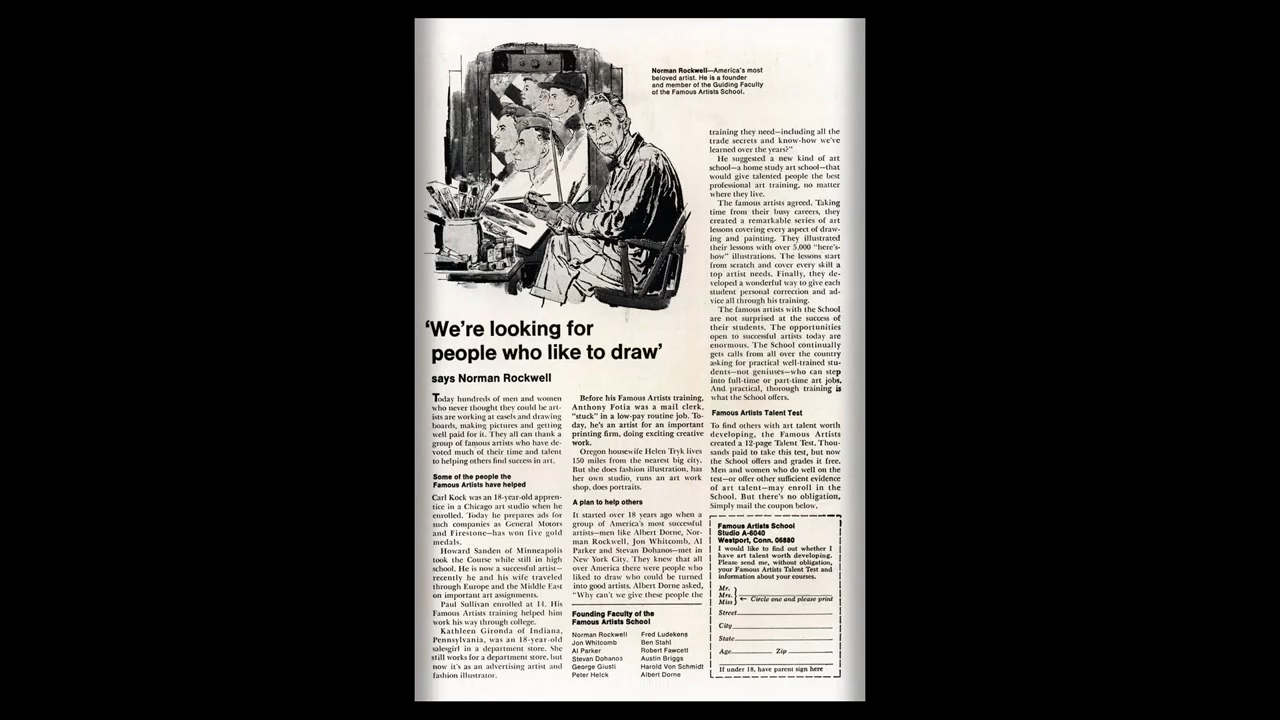 Norman Rockwell—America's most
beloved artist. He is a founder
and member of the Guiding Faculty
of the Famous Artists School.
'We're looking for
people who like to draw'
says Norman Rockwell
Today hundreds of men and women
who never thought they could be art-
ists are working at easels and drawing
boards, making pictures and getting
well paid for it. They all can thank a
group of famous artists who have de-
voted much of their time and talent
to helping others find success in art.
Some of the people the
Famous Artists have helped
Carl Kock was an 18-year-old appren-
tice in a Chicago art studio when he
enrolled. Today he prepares ads for
such companies as General Motors
and Firestone—has won five gold
medals.
Howard Sanden of Minneapolis
took the Course while still in high
school. He is now a successful artist—
recently he and his wife traveled
through Europe and the Middle East
on important art assignments.
Paul Sullivan enrolled at 14. His
Famous Artists training helped him
work his way through college.
Kathleen Gironda of Indiana,
Pennsylvania, was an 18-year-old
salesgirl in a department store. She
still works for a department store, but
now it's as an advertising artist and
fashion illustrator.
Before his Famous Artists training,
Anthony Fotia was a mail clerk,
"stuck" in a low-pay routine job. To-
day, he's an artist for an important
printing firm, doing exciting creative
work.
Oregon housewife Helen Tryk lives
150 miles from the nearest big city.
But she does fashion illustration, has
her own studio, runs an art work
shop, does portraits.
A plan to help others
It started over 18 years ago when a
group of America's most successful
artists—men like Albert Dorne, Nor-
man Rockwell, Jon Whitcomb, Al
Parker and Stevan Dohanos—met in
New York City. They knew that all
over America there were people who
liked to draw who could be turned
into good artists. Albert Dorne asked,
"Why can't we give these people the
Founding Faculty of the
Famous Artists School
Norman Rockwell
Jon Whitcomb
Al Parker
Stevan Dohanos
George Giusti
Peter Helck
Fred Ludekens
Ben Stahl
Robert Fawcett
Austin Briggs
Harold Von Schmidt
Albert Dorne
training they need—including all the
trade secrets and know-how we've
learned over the years?"
He suggested a new kind of art
school—a home study art school—that
would give talented people the best
professional art training, no matter
where they live.
The famous artists agreed. Taking
time from their busy careers, they
created a remarkable series of art
lessons covering every aspect of draw-
ing and painting. They illustrated
their lessons with over 5,000 "here's-
how" illustrations. The lessons start
from scratch and cover every skill a
top artist needs. Finally, they de-
veloped a wonderful way to give each
student personal correction and ad-
vice all through his training.
The famous artists with the School
are not surprised at the success of
their students. The opportunities
open to successful artists today are
enormous. The School continually
gets calls from all over the country
asking for practical well-trained stu-
dents—not geniuses—who can step
into full-time or part-time art jobs.
And practical, thorough training is
what the School offers.
Famous Artists Talent Test
To find others with art talent worth
developing, the Famous Artists
created a 12-page Talent Test. Thou-
sands paid to take this test, but now
the School offers and grades it free.
Men and women who do well on the
test—or offer other sufficient evidence
of art talent—may enroll in the
School. But there's no obligation.
Simply mail the coupon below.
Famous Artists School
Studio A-6040
Westport, Conn. 06880
I would like to find out whether I
have art talent worth developing.
Please send me, without obligation,
your Famous Artists Talent Test and
information about your courses.
Mr.
Mrs.
Miss
← Circle one and please print
Street
City
State
Age Zip
If under 18, have parent sign here